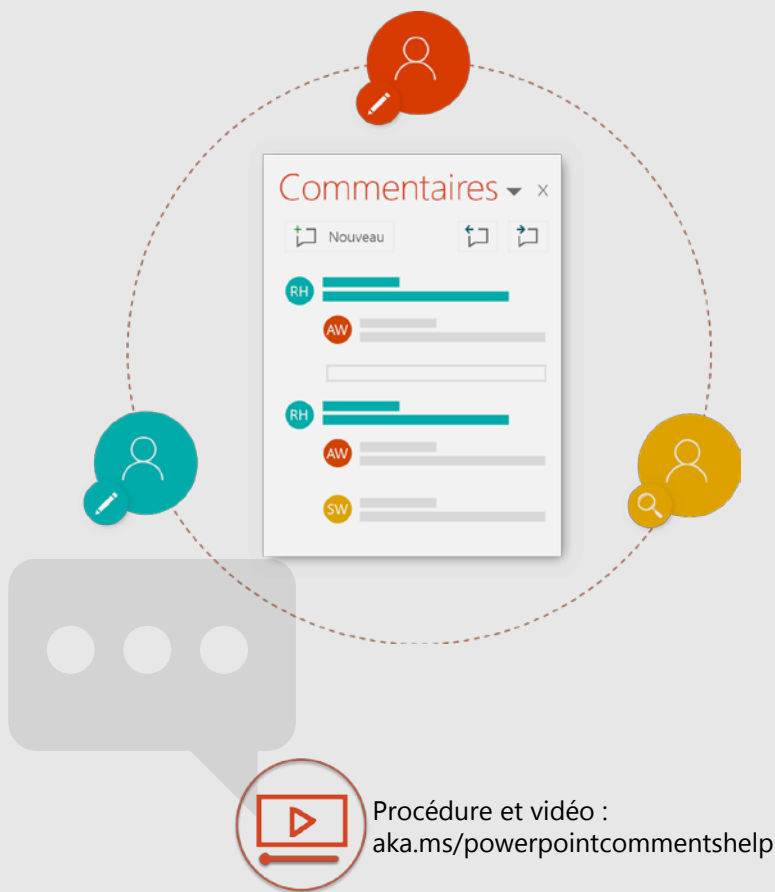 Commentaires
Nouveau
RH
AW
RH
AW
SW
Procédure et vidéo :
aka.ms/powerpointcommentshelp